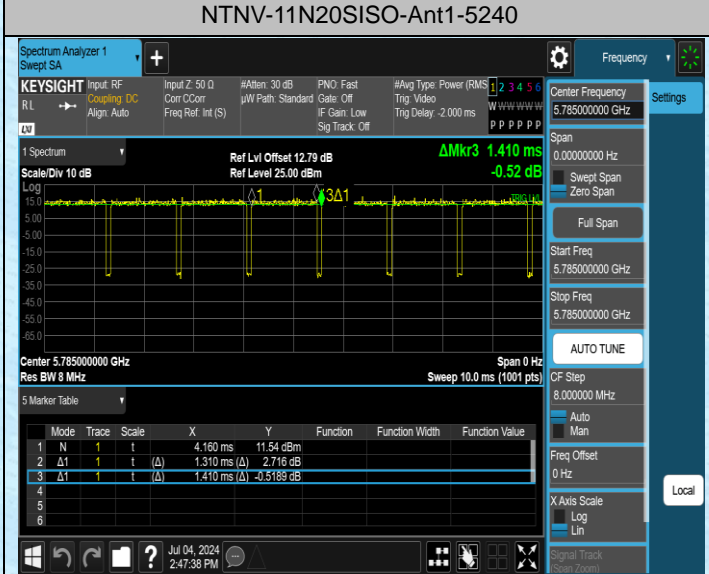 NTNV-11N20SISO-Ant1-5240
Spectrum Analyzer 1
Swept SA
Frequency
KEYSIGHT
RL
LXI
Input: RF
Coupling: DC
Align: Auto
Input Z: 50 Ω
Corr CCorr
Freq Ref: Int (S)
#Atten: 30 dB
µW Path: Standard
PNO: Fast
Gate: Off
IF Gain: Low
Sig Track: Off
#Avg Type: Power (RMS
Trig: Video
Trig Delay: -2.000 ms
1 2 3 4 5 6
W W W W W W
P P P P P P
Center Frequency
5.785000000 GHz
Settings
1 Spectrum
Scale/Div 10 dB
Ref Lvl Offset 12.79 dB
Ref Level 25.00 dBm
ΔMkr3 1.410 ms
-0.52 dB
Log
15.0
5.00
-5.00
-15.0
-25.0
-35.0
-45.0
-55.0
-65.0
1
3Δ1
TRIG LVL
Center 5.785000000 GHz
Res BW 8 MHz
Span 0 Hz
Sweep 10.0 ms (1001 pts)
Span
0.00000000 Hz
Swept Span
Zero Span
Full Span
Start Freq
5.785000000 GHz
Stop Freq
5.785000000 GHz
AUTO TUNE
CF Step
8.000000 MHz
Auto
Man
Freq Offset
0 Hz
X Axis Scale
Log
Lin
Signal Track
(Span Zoom)
Local
5 Marker Table
Mode Trace Scale X Y Function Function Width Function Value
1 N 1 t 4.160 ms 11.54 dBm
2 Δ1 1 t (Δ) 1.310 ms (Δ) 2.716 dB
3 Δ1 1 t (Δ) 1.410 ms (Δ) -0.5189 dB
4
5
6
?
Jul 04, 2024
2:47:38 PM